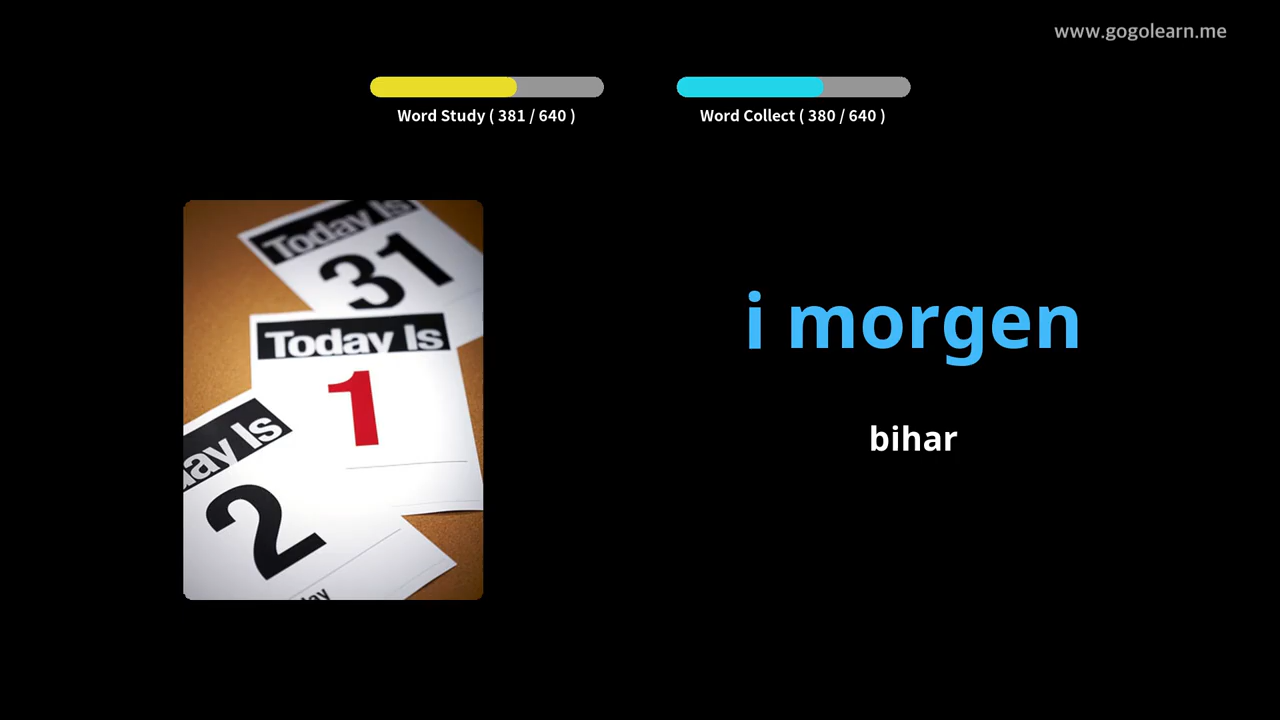 www.gogolearn.me
Word Study ( 381 / 640 )
Word Collect ( 380 / 640 )
Today Is
31
Today Is
1
ay Is
2
i morgen
bihar